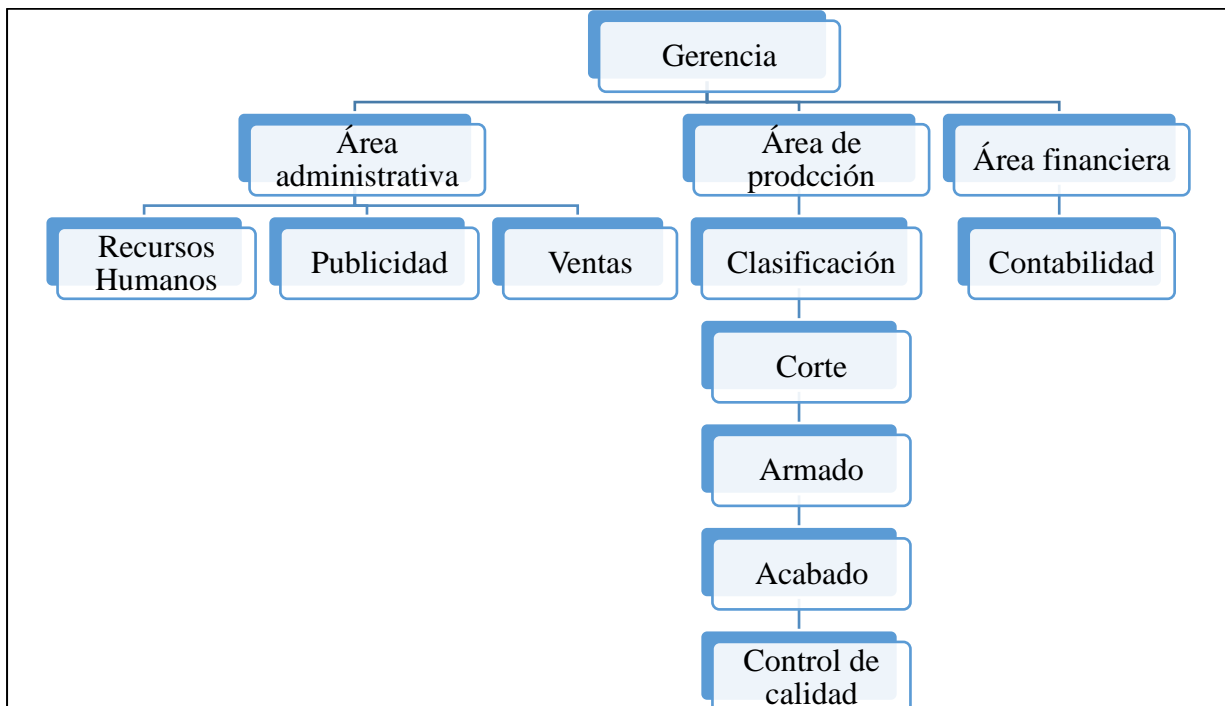 Gerencia
Área
administrativa
Área de
prodcción
Área financiera
Recursos
Humanos
Publicidad
Ventas
Clasificación
Contabilidad
Corte
Armado
Acabado
Control de
calidad